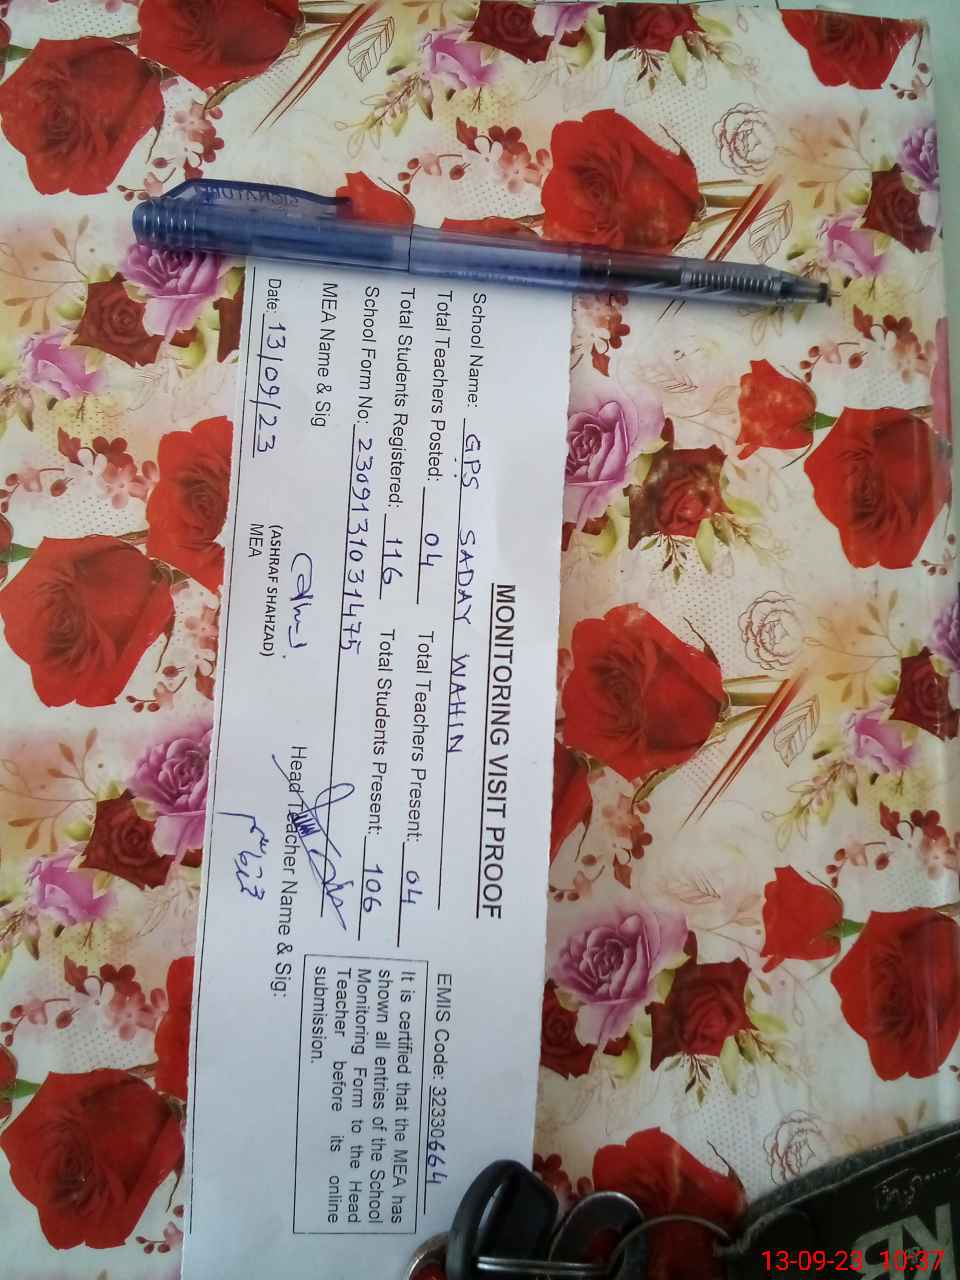 MONITORING VISIT PROOF
School Name: GPS SADAY WAHIN
EMIS Code: 32330664
Total Teachers Posted: 04 Total Teachers Present: 04
Total Students Registered: 116 Total Students Present: 106
School Form No: 2309131031475
It is certified that the MEA has
shown all entries of the School
Monitoring Form to the Head
Teacher before its online
submission.
MEA Name & Sig
Head Teacher Name & Sig:
(ASHRAF SHAHZAD)
MEA
Date: 13/09/23
13-09-23 10:37